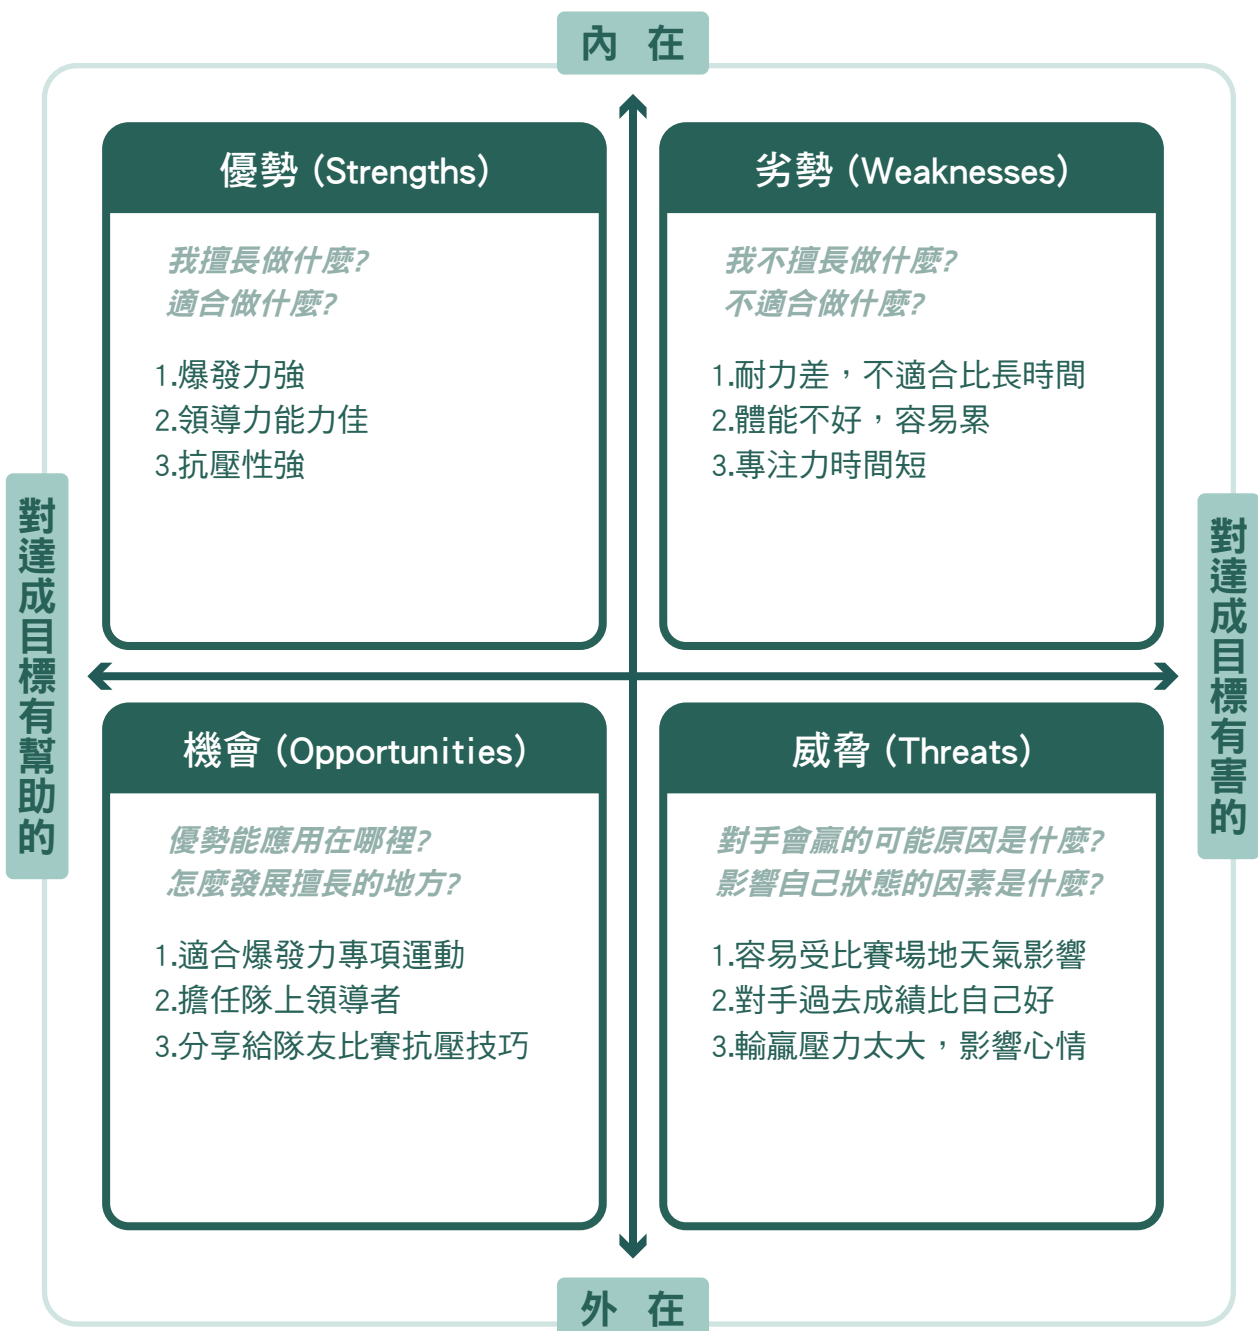 內 在
優勢 (Strengths)
我擅長做什麼?
適合做什麼?
1.爆發力強
2.領導力能力佳
3.抗壓性強
劣勢 (Weaknesses)
我不擅長做什麼?
不適合做什麼?
1.耐力差，不適合比長時間
2.體能不好，容易累
3.專注力時間短
對達成目標有幫助的
對達成目標有害的
機會 (Opportunities)
優勢能應用在哪裡?
怎麼發展擅長的地方?
1.適合爆發力專項運動
2.擔任隊上領導者
3.分享給隊友比賽抗壓技巧
威脅 (Threats)
對手會贏的可能原因是什麼?
影響自己狀態的因素是什麼?
1.容易受比賽場地天氣影響
2.對手過去成績比自己好
3.輸贏壓力太大，影響心情
外 在